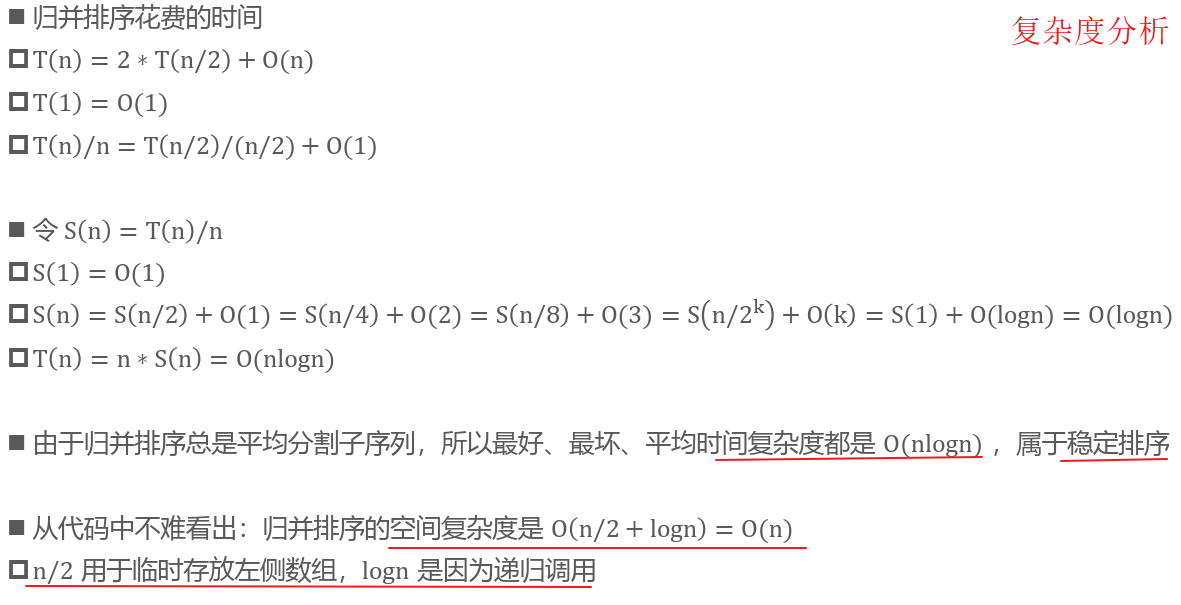 归并排序花费的时间
复杂度分析
T(n) = 2 ∗ T(n/2) + O(n)
T(1) = O(1)
T(n)/n = T(n/2)/(n/2) + O(1)
令 S(n) = T(n)/n
S(1) = O(1)
S(n) = S(n/2) + O(1) = S(n/4) + O(2) = S(n/8) + O(3) = S(n/2^k) + O(k) = S(1) + O(logn) = O(logn)
T(n) = n ∗ S(n) = O(nlogn)
由于归并排序总是平均分割子序列，所以最好、最坏、平均时间复杂度都是 O(nlogn) ，属于稳定排序
从代码中不难看出：归并排序的空间复杂度是 O(n/2 + logn) = O(n)
n/2 用于临时存放左侧数组，logn 是因为递归调用